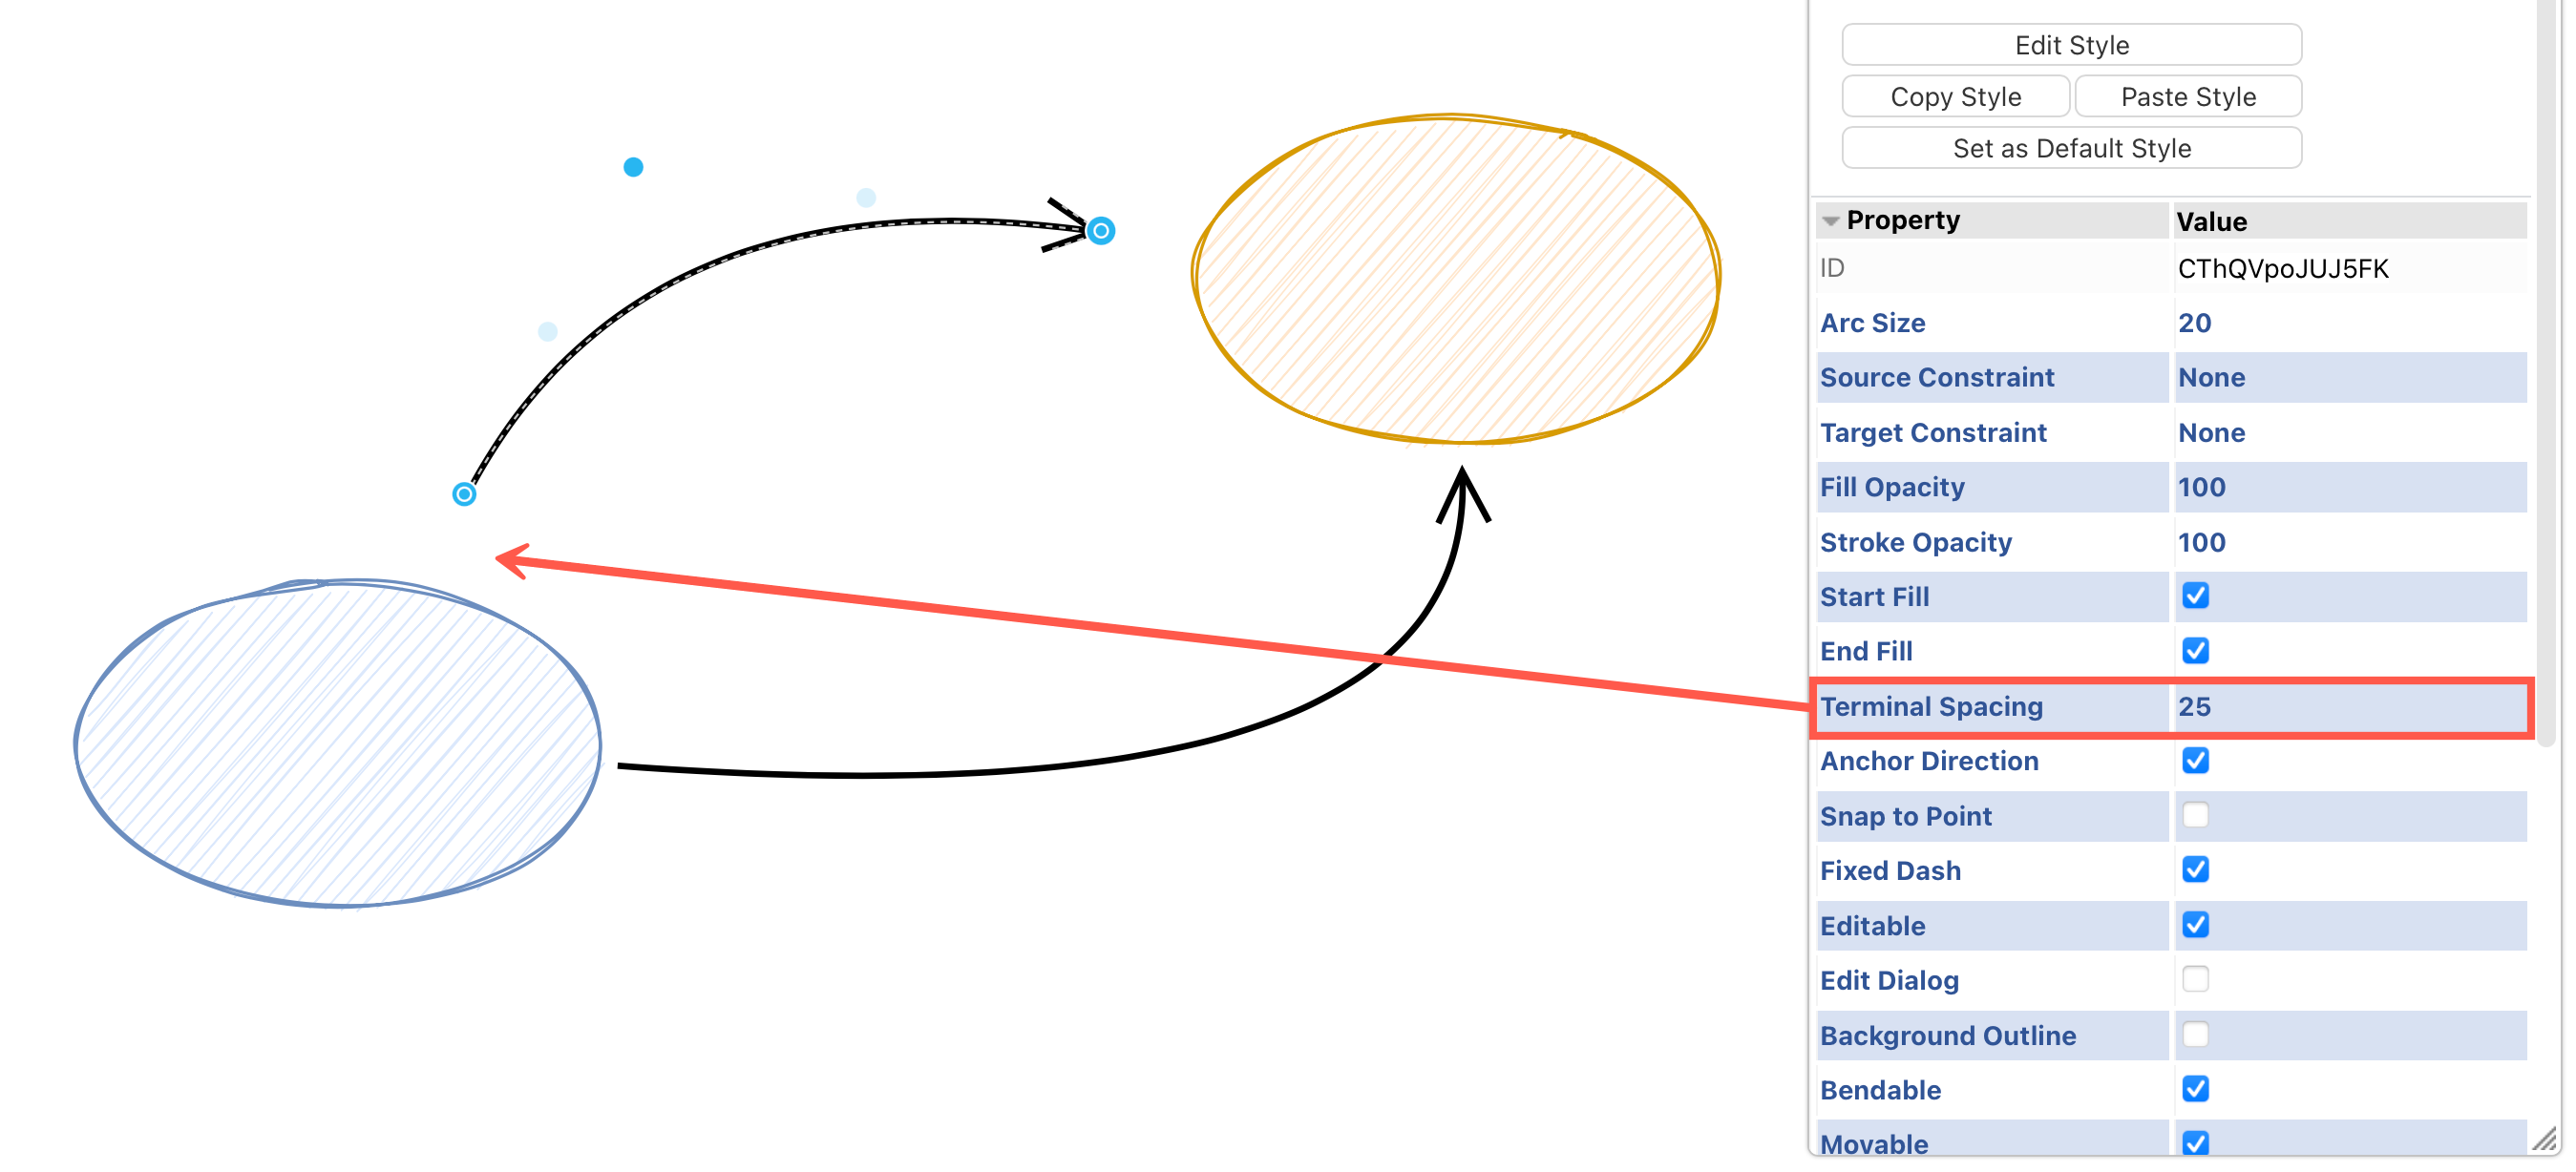 Edit Style
Copy Style Paste Style
Set as Default Style
Property Value
ID CThQVpoJUJ5FK
Arc Size 20
Source Constraint None
Target Constraint None
Fill Opacity 100
Stroke Opacity 100
Start Fill
End Fill
Terminal Spacing 25
Anchor Direction
Snap to Point
Fixed Dash
Editable
Edit Dialog
Background Outline
Bendable
Movable